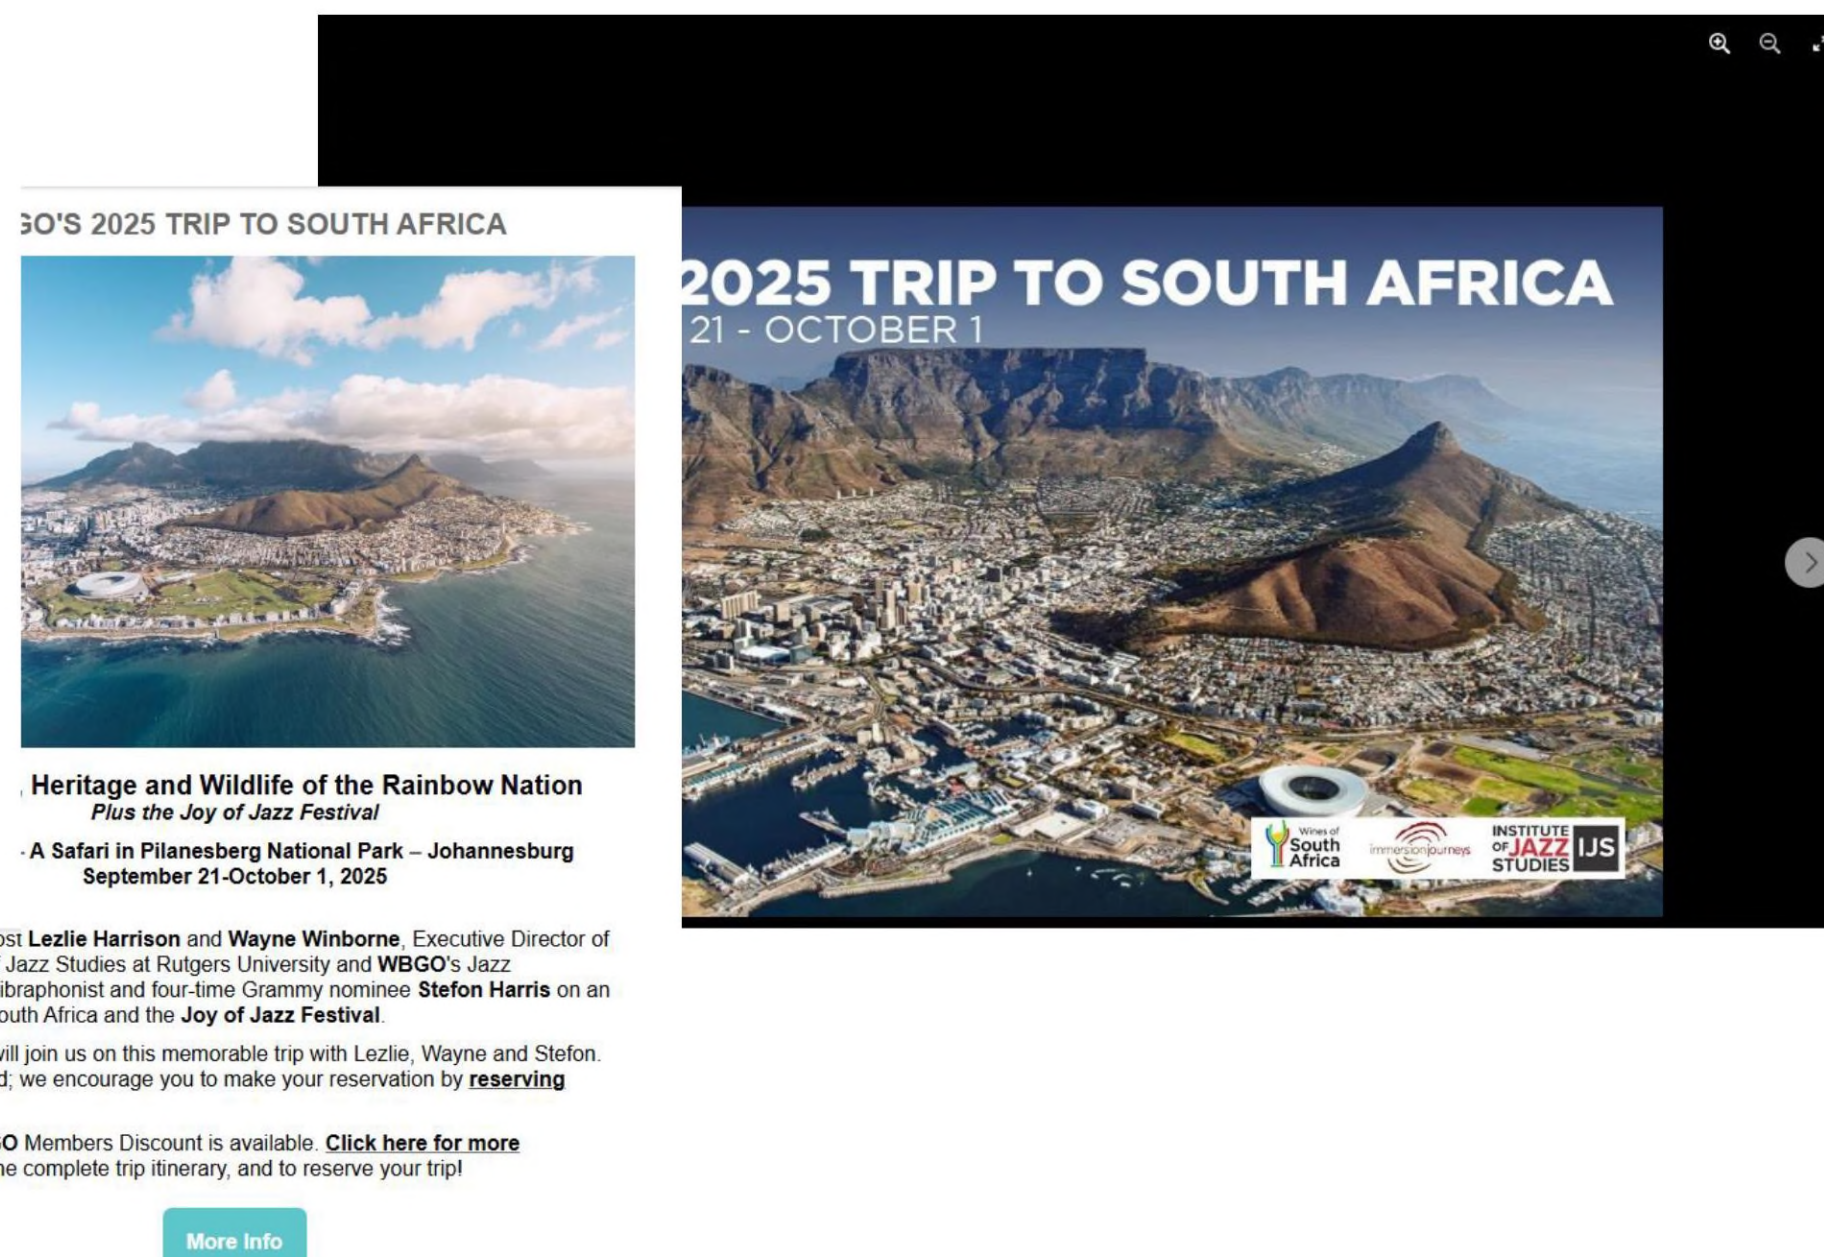 GO'S 2025 TRIP TO SOUTH AFRICA
, Heritage and Wildlife of the Rainbow Nation
Plus the Joy of Jazz Festival
- A Safari in Pilanesberg National Park – Johannesburg
September 21-October 1, 2025
ost Lezlie Harrison and Wayne Winborne, Executive Director of
Jazz Studies at Rutgers University and WBGO's Jazz
ibraphonist and four-time Grammy nominee Stefon Harris on an
outh Africa and the Joy of Jazz Festival.
will join us on this memorable trip with Lezlie, Wayne and Stefon.
d; we encourage you to make your reservation by reserving
GO Members Discount is available. Click here for more
he complete trip itinerary, and to reserve your trip!
More Info
2025 TRIP TO SOUTH AFRICA
21 - OCTOBER 1
Wines of
South
Africa
immersionjourneys
INSTITUTE
OF JAZZ
STUDIES
IJS